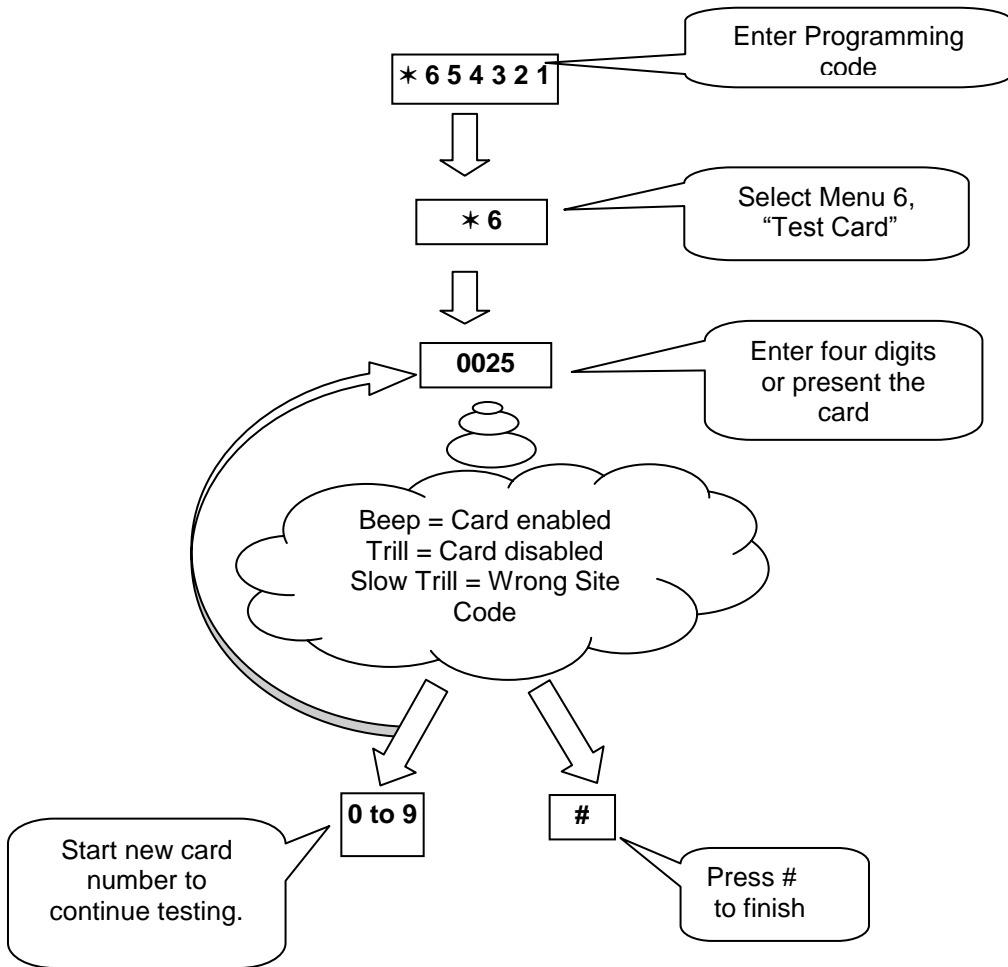 Enter Programming
code
✶ 6 5 4 3 2 1
Select Menu 6,
“Test Card”
✶ 6
Enter four digits
or present the
card
0025
Beep = Card enabled
Trill = Card disabled
Slow Trill = Wrong Site
Code
0 to 9
#
Start new card
number to
continue testing.
Press #
to finish